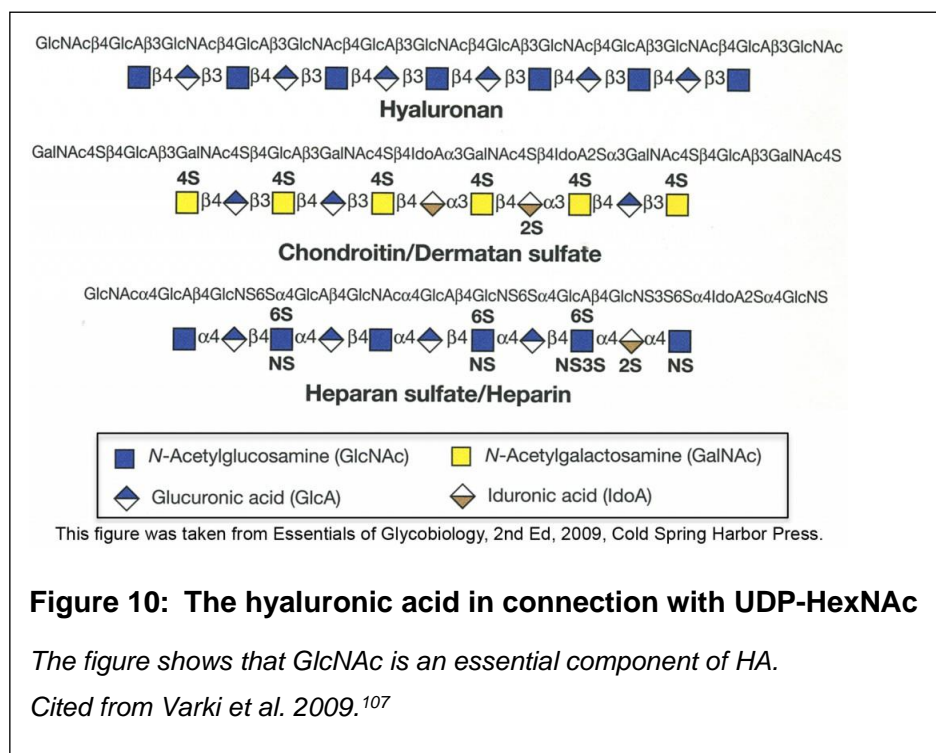 GlcNAcβ4GlcAβ3GlcNAcβ4GlcAβ3GlcNAcβ4GlcAβ3GlcNAcβ4GlcAβ3GlcNAcβ4GlcAβ3GlcNAcβ4GlcAβ3GlcNAc
β4 β3 β4 β3 β4 β3 β4 β3 β4 β3 β4 β3
Hyaluronan
GalNAc4Sβ4GlcAβ3GalNAc4Sβ4GlcAβ3GalNAc4Sβ4IdoAα3GalNAc4Sβ4IdoA2Sα3GalNAc4Sβ4GlcAβ3GalNAc4S
4S 4S 4S 4S 4S 4S
β4 β3 β4 β3 β4 α3 β4 α3 β4 β3
2S
Chondroitin/Dermatan sulfate
GlcNAcα4GlcAβ4GlcNS6Sα4GlcAβ4GlcNAcα4GlcAβ4GlcNS6Sα4GlcAβ4GlcNS3S6Sα4IdoA2Sα4GlcNS
6S 6S 6S
α4 β4 α4 β4 α4 β4 α4 β4 α4 α4
NS NS NS3S 2S NS
Heparan sulfate/Heparin
N-Acetylglucosamine (GlcNAc) N-Acetylgalactosamine (GalNAc)
Glucuronic acid (GlcA) Iduronic acid (IdoA)
This figure was taken from Essentials of Glycobiology, 2nd Ed, 2009, Cold Spring Harbor Press.
Figure 10: The hyaluronic acid in connection with UDP-HexNAc
The figure shows that GlcNAc is an essential component of HA.
Cited from Varki et al. 2009.107